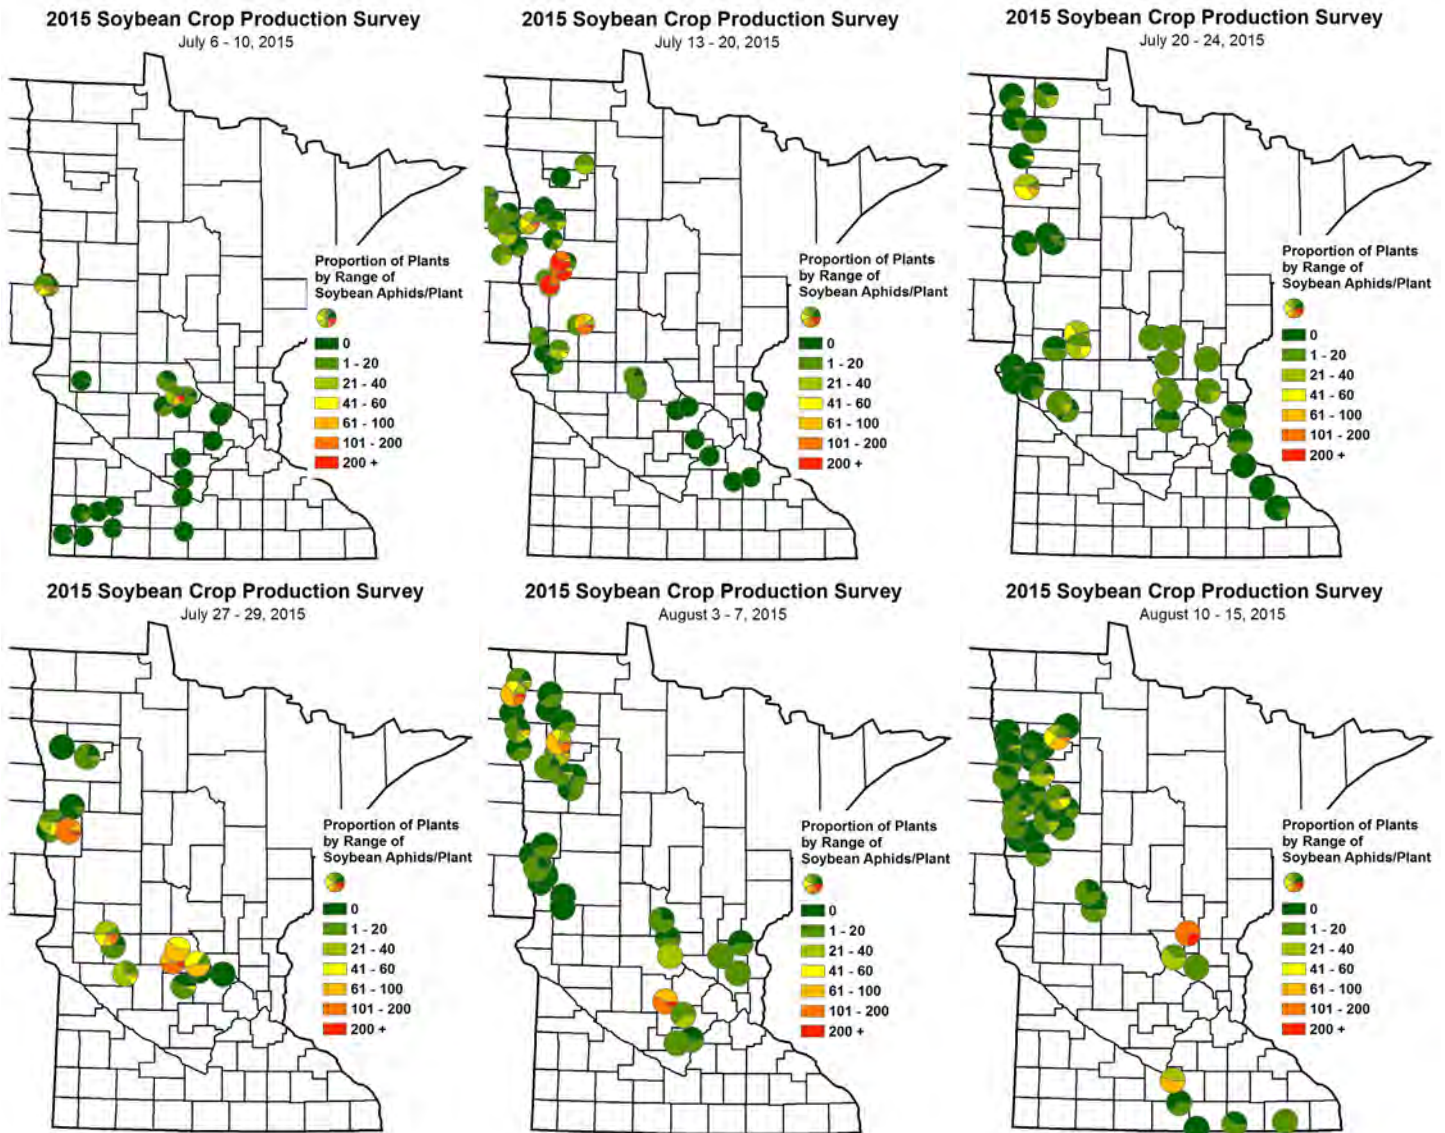 2015 Soybean Crop Production Survey
July 6 - 10, 2015
Proportion of Plants
by Range of
Soybean Aphids/Plant
0
1 - 20
21 - 40
41 - 60
61 - 100
101 - 200
200 +
2015 Soybean Crop Production Survey
July 13 - 20, 2015
Proportion of Plants
by Range of
Soybean Aphids/Plant
0
1 - 20
21 - 40
41 - 60
61 - 100
101 - 200
200 +
2015 Soybean Crop Production Survey
July 20 - 24, 2015
Proportion of Plants
by Range of
Soybean Aphids/Plant
0
1 - 20
21 - 40
41 - 60
61 - 100
101 - 200
200 +
2015 Soybean Crop Production Survey
July 27 - 29, 2015
Proportion of Plants
by Range of
Soybean Aphids/Plant
0
1 - 20
21 - 40
41 - 60
61 - 100
101 - 200
200 +
2015 Soybean Crop Production Survey
August 3 - 7, 2015
Proportion of Plants
by Range of
Soybean Aphids/Plant
0
1 - 20
21 - 40
41 - 60
61 - 100
101 - 200
200 +
2015 Soybean Crop Production Survey
August 10 - 15, 2015
Proportion of Plants
by Range of
Soybean Aphids/Plant
0
1 - 20
21 - 40
41 - 60
61 - 100
101 - 200
200 +